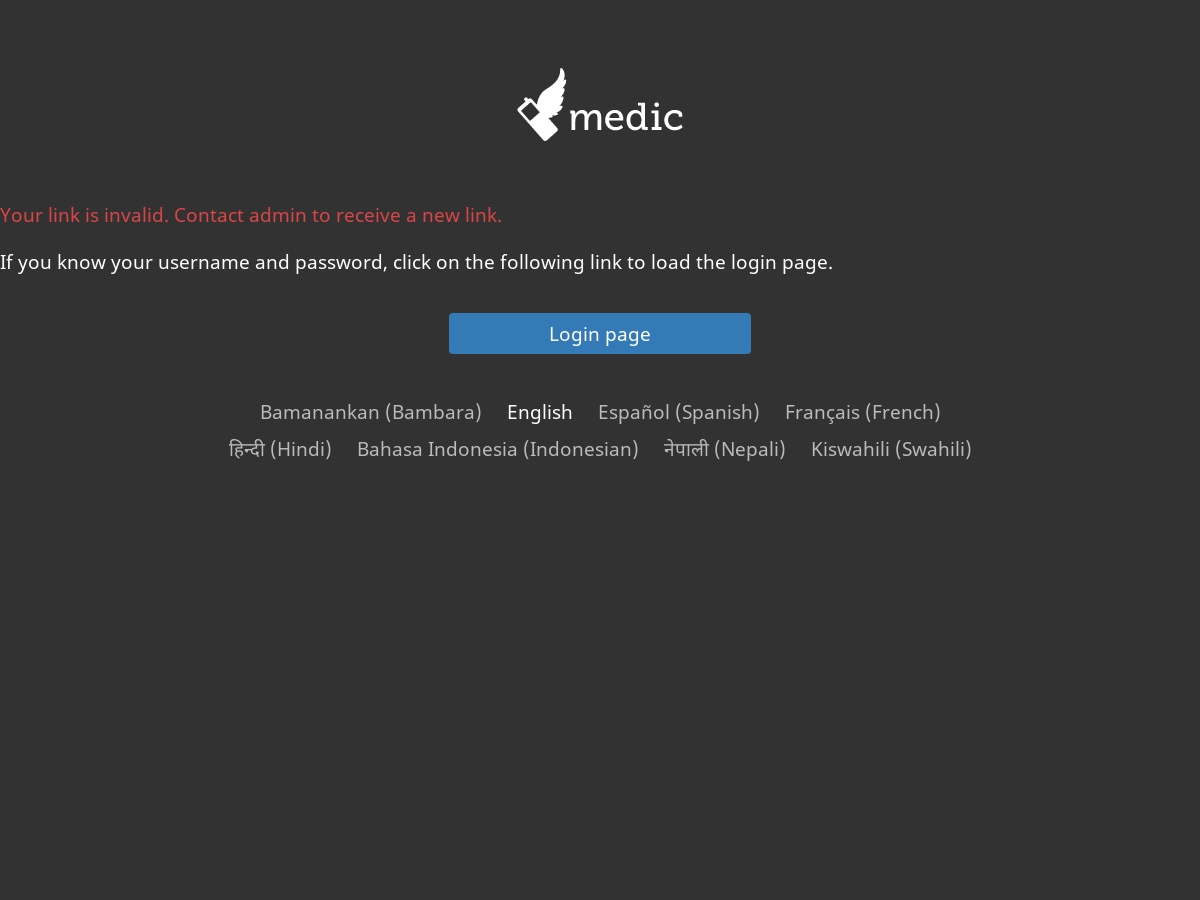 medic
Your link is invalid. Contact admin to receive a new link.
If you know your username and password, click on the following link to load the login page.
Login page
Bamanankan (Bambara) English Español (Spanish) Français (French)
हिन्दी (Hindi) Bahasa Indonesia (Indonesian) नेपाली (Nepali) Kiswahili (Swahili)